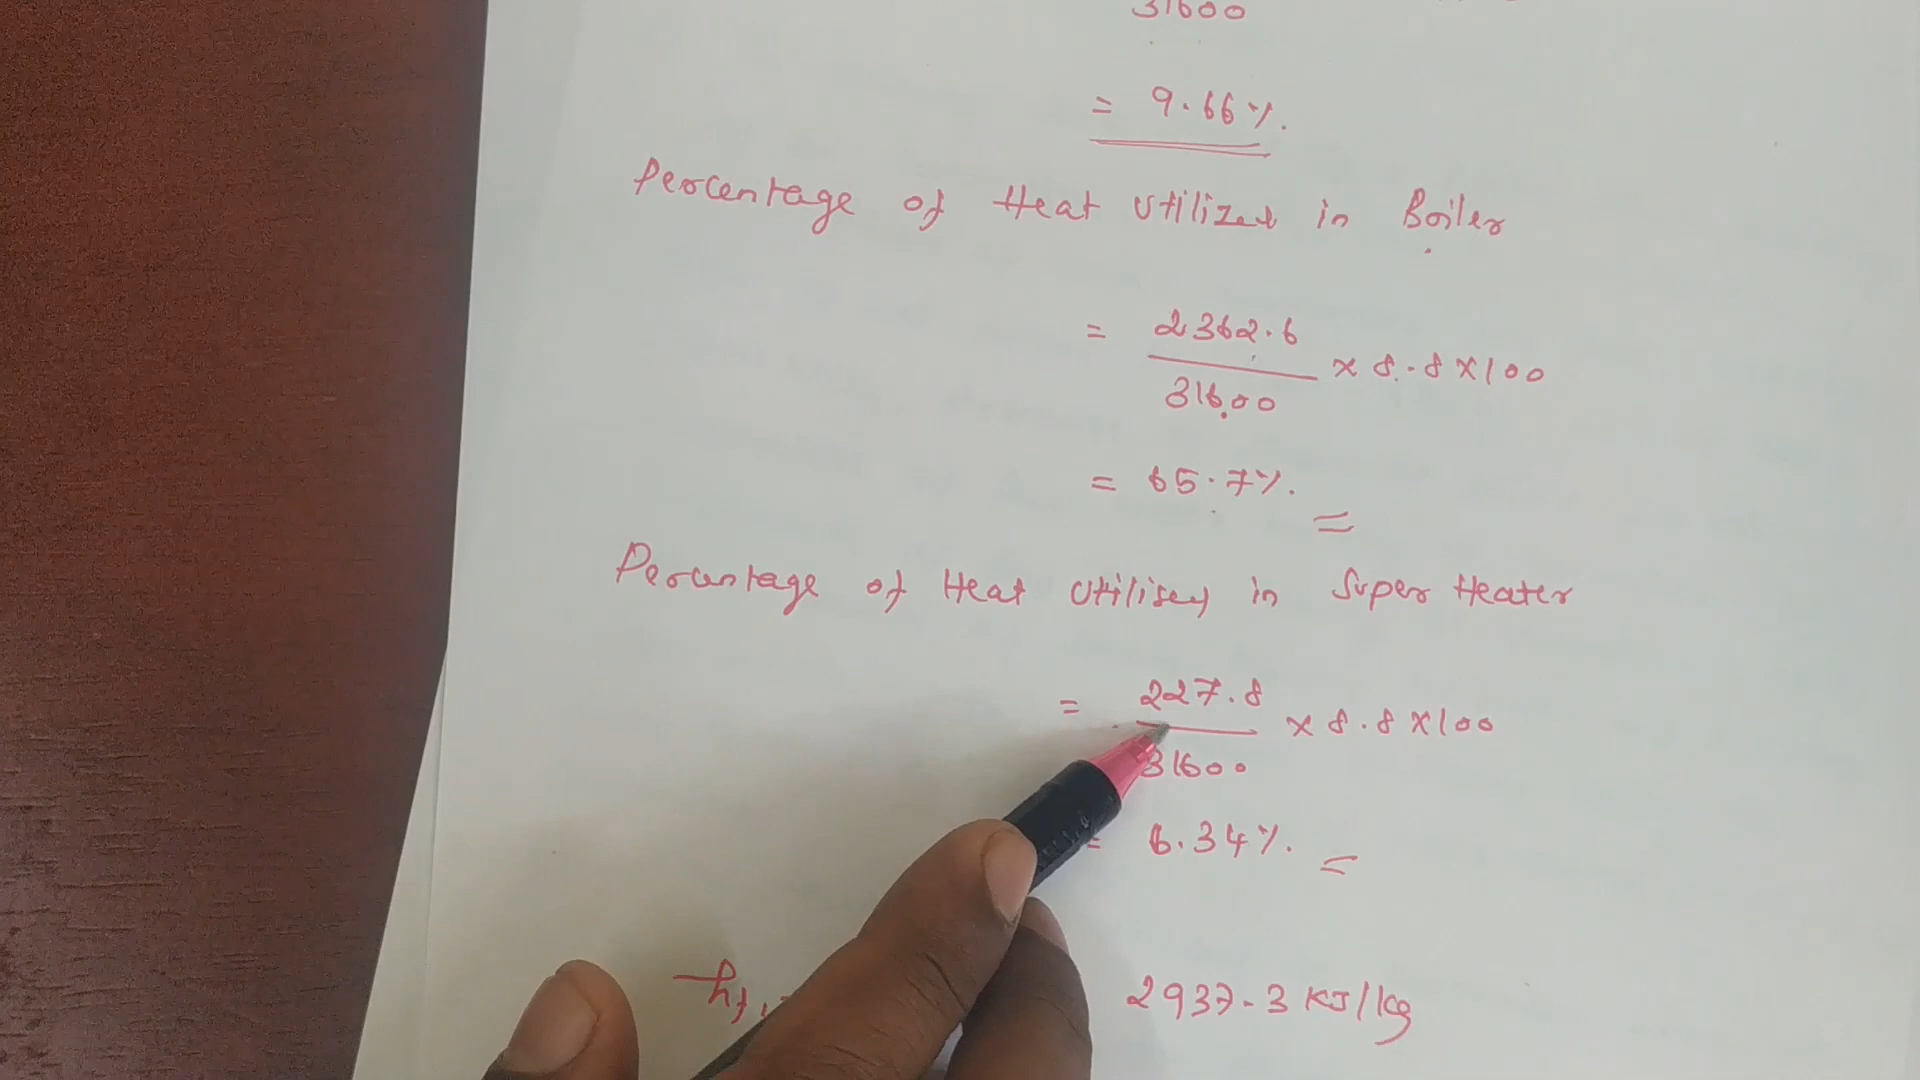 31600
= 9.66%.
Percentage of Heat Utilized in Boiler
= 2362.6
31600 × 8.8 × 100
= 65.7%. =
Percentage of Heat Utilised in Super Heater
= 227.8
31600 × 8.8 × 100
= 6.34%. =
2937.3 KJ/kg